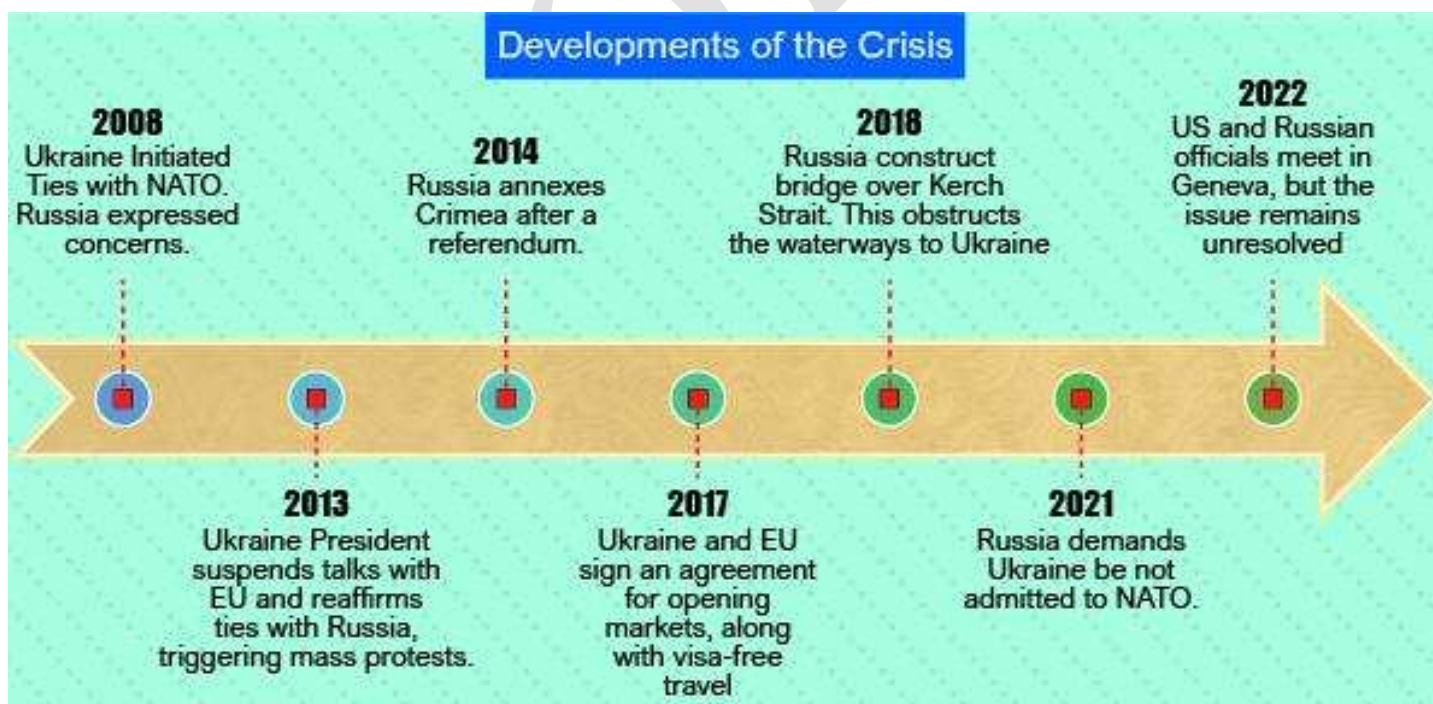 Developments of the Crisis
2008
Ukraine Initiated
Ties with NATO.
Russia expressed
concerns.
2013
Ukraine President
suspends talks with
EU and reaffirms
ties with Russia,
triggering mass protests.
2014
Russia annexes
Crimea after a
referendum.
2017
Ukraine and EU
sign an agreement
for opening
markets, along
with visa-free
travel
2018
Russia construct
bridge over Kerch
Strait. This obstructs
the waterways to Ukraine
2021
Russia demands
Ukraine be not
admitted to NATO.
2022
US and Russian
officials meet in
Geneva, but the
issue remains
unresolved